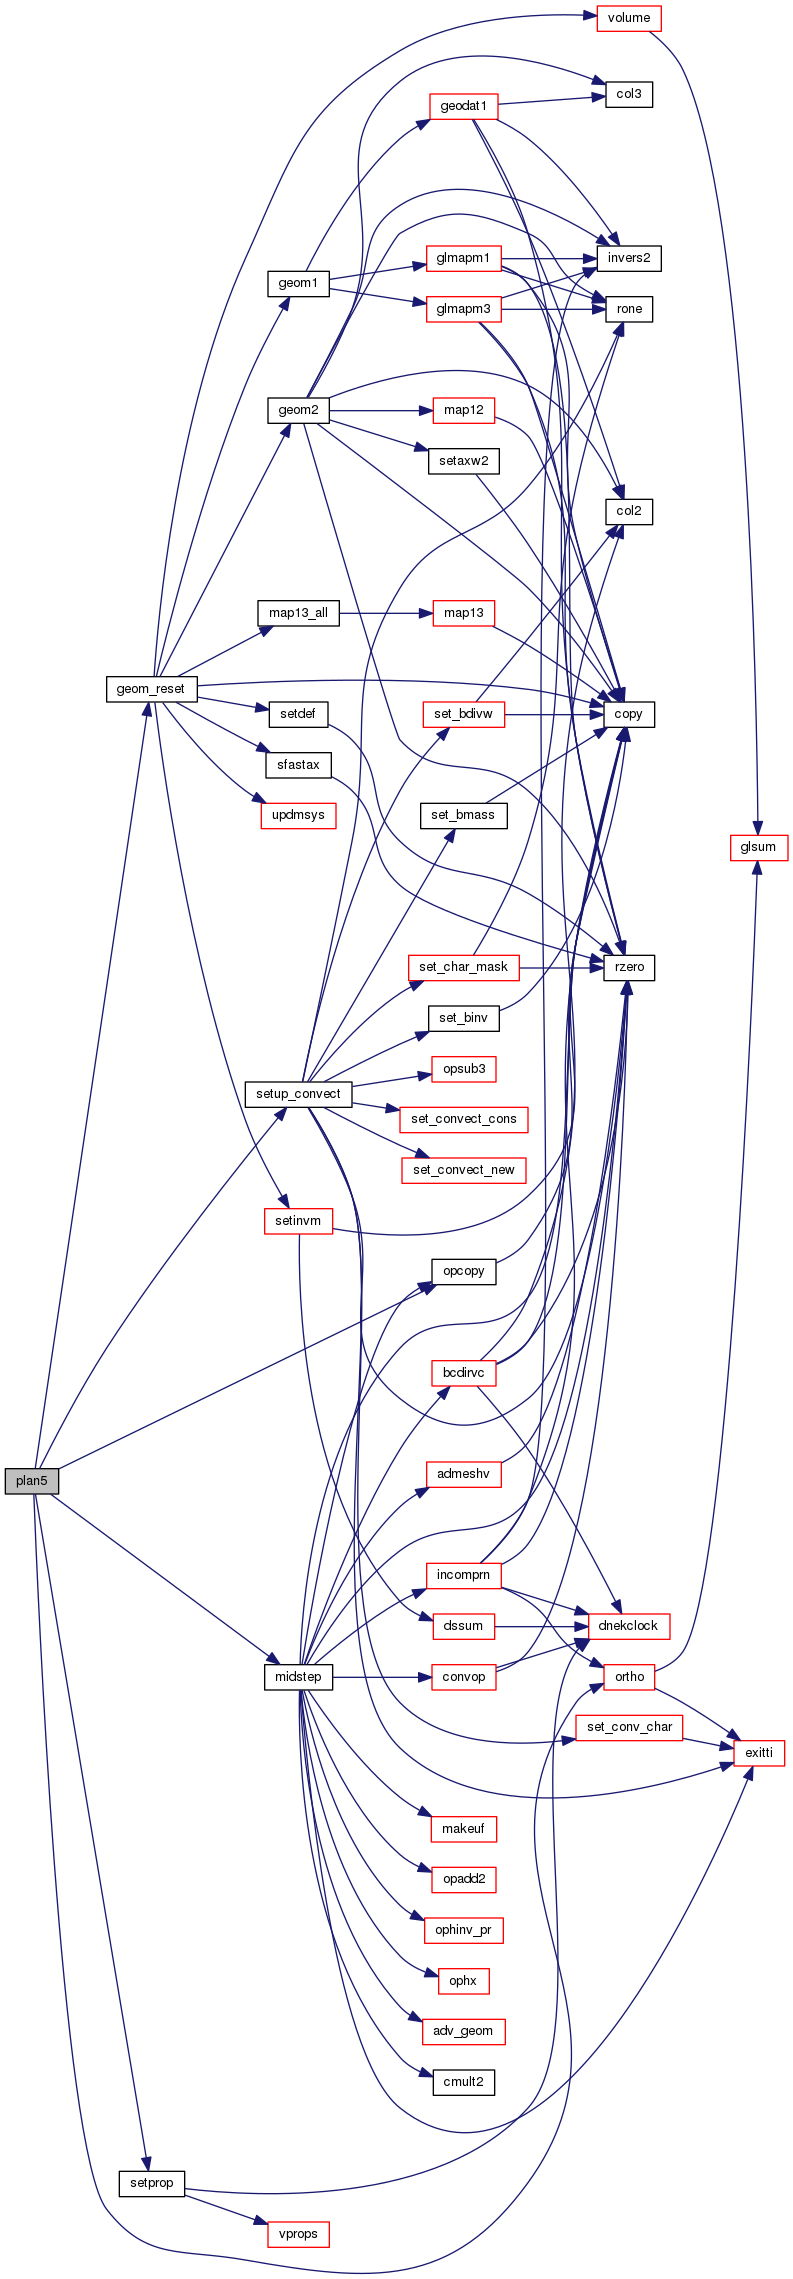 volume
col3
geodat1
glmapm1
invers2
geom1
glmapm3
rone
geom2
map12
setaxw2
col2
map13_all
map13
geom_reset
setdef
set_bdivw
copy
sfastax
updmsys
set_bmass
glsum
set_char_mask
rzero
set_binv
opsub3
setup_convect
set_convect_cons
set_convect_new
setinvm
opcopy
bcdirvc
plan5
admeshv
incomprn
dssum
dnekclock
midstep
convop
ortho
set_conv_char
exitti
makeuf
opadd2
ophinv_pr
ophx
adv_geom
cmult2
setprop
vprops